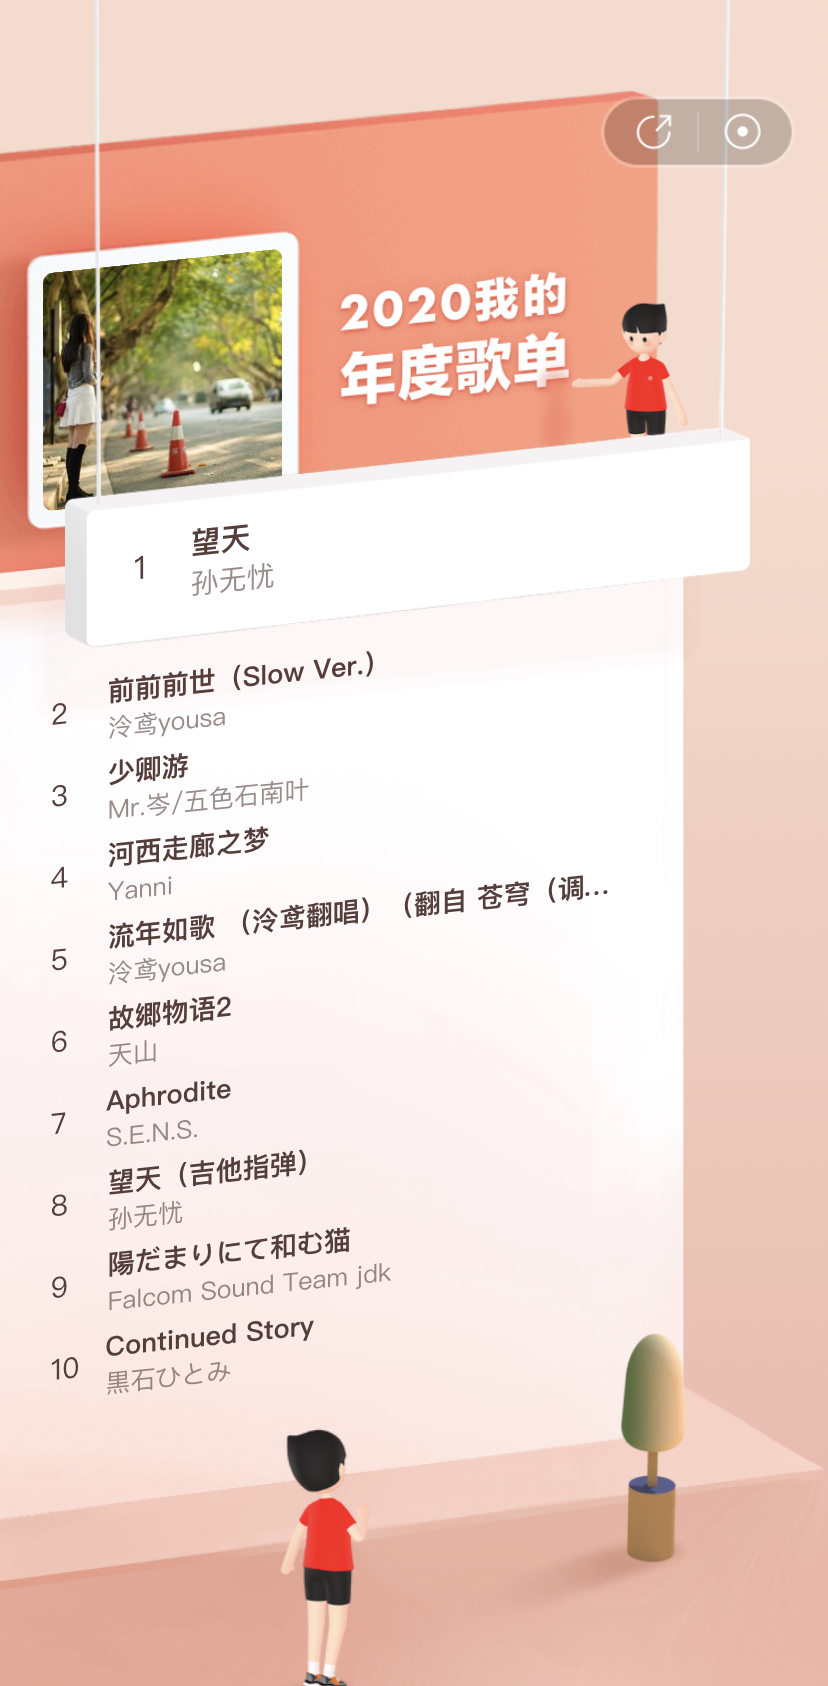 2020我的
年度歌单
1
望天
孙无忧
2
前前前世（Slow Ver.）
泠鸢yousa
3
少卿游
Mr.岑/五色石南叶
4
河西走廊之梦
Yanni
5
流年如歌 （泠鸢翻唱）（翻自 苍穹（调...
泠鸢yousa
6
故郷物语2
天山
7
Aphrodite
S.E.N.S.
8
望天（吉他指弹）
孙无忧
9
陽だまりにて和む猫
Falcom Sound Team jdk
10
Continued Story
黒石ひとみ